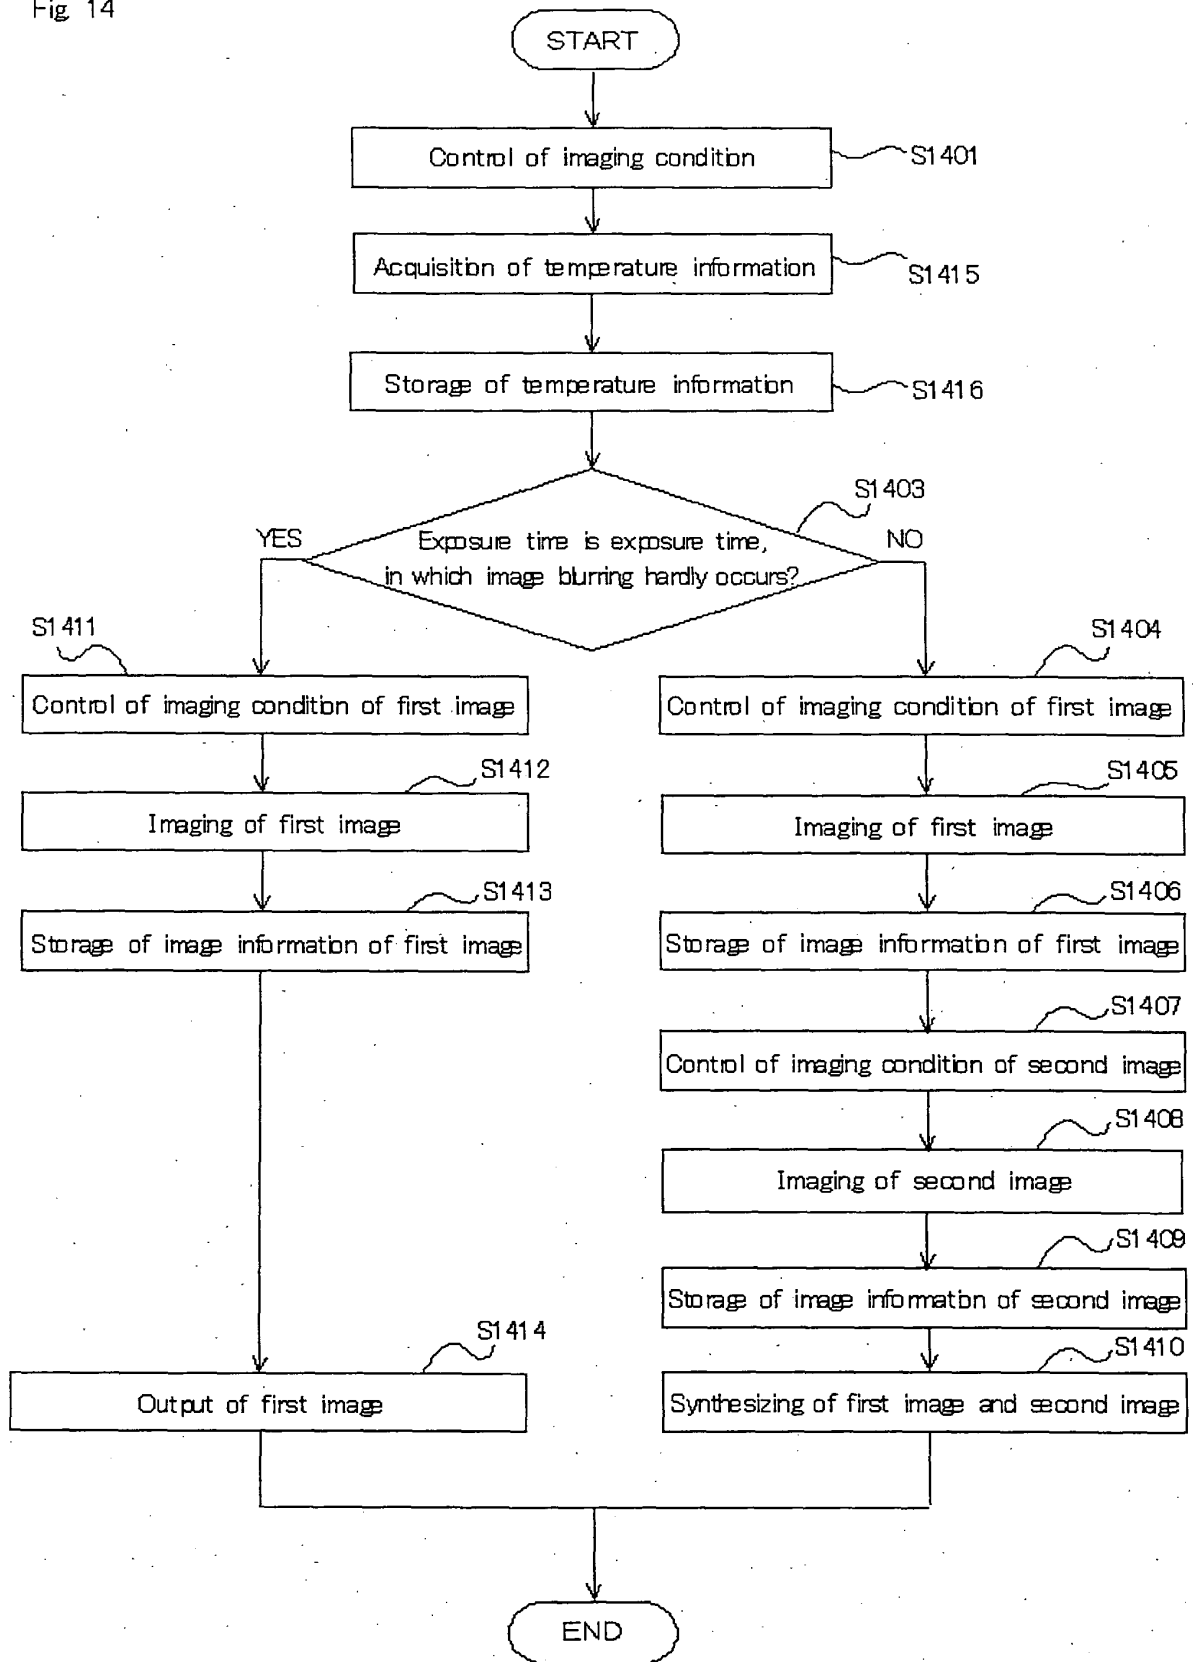 Fig 14
START
Control of imaging condition
S1401
Acquisition of temperature information
S1415
Storage of temperature information
S1416
S1403
YES
Exposure time is exposure time,
in which image blurring hardly occurs?
NO
S1411
Control of imaging condition of first image
S1412
Imaging of first image
S1413
Storage of image information of first image
S1414
Output of first image
S1404
Control of imaging condition of first image
S1405
Imaging of first image
S1406
Storage of image information of first image
S1407
Control of imaging condition of second image
S1408
Imaging of second image
S1409
Storage of image information of second image
S1410
Synthesizing of first image and second image
END